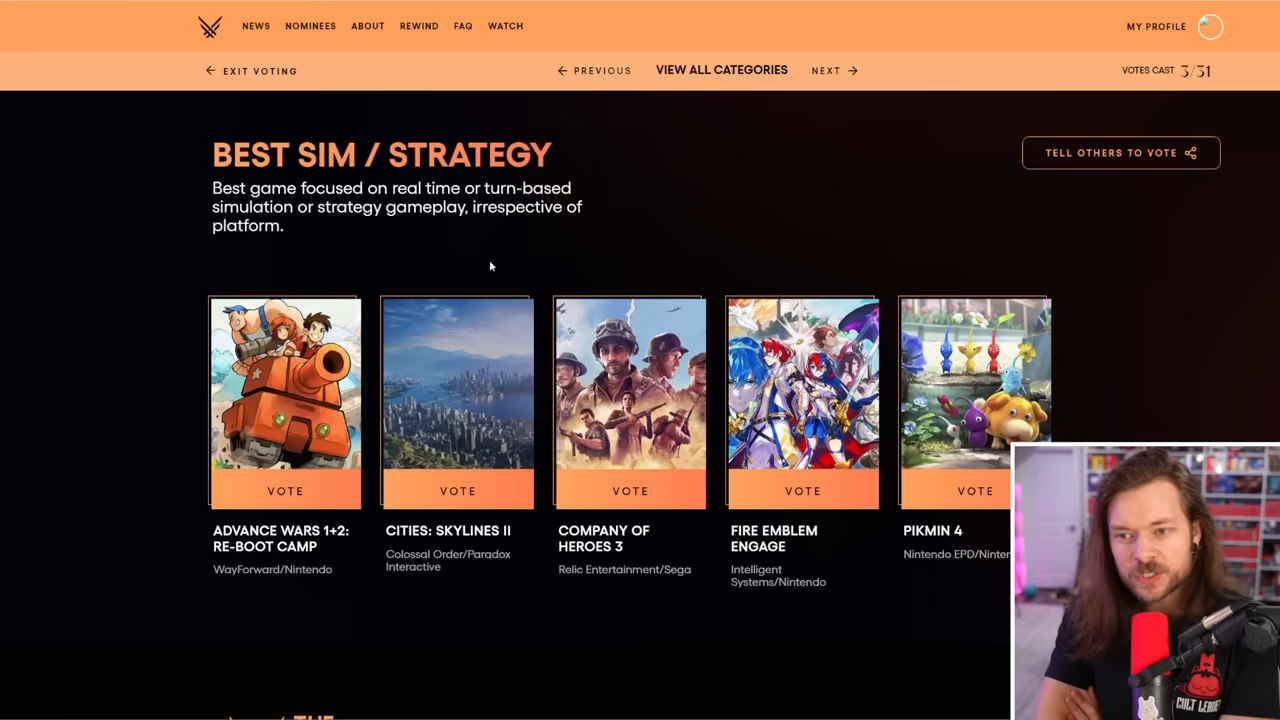 NEWS NOMINEES ABOUT REWIND FAQ WATCH MY PROFILE
EXIT VOTING PREVIOUS VIEW ALL CATEGORIES NEXT VOTES CAST 3/31
BEST SIM / STRATEGY
TELL OTHERS TO VOTE
Best game focused on real time or turn-based
simulation or strategy gameplay, irrespective of
platform.
VOTE VOTE VOTE VOTE VOTE
ADVANCE WARS 1+2:
RE-BOOT CAMP
WayForward/Nintendo
CITIES: SKYLINES II
Colossal Order/Paradox
Interactive
COMPANY OF
HEROES 3
Relic Entertainment/Sega
FIRE EMBLEM
ENGAGE
Intelligent
Systems/Nintendo
PIKMIN 4
Nintendo EPD/Ninten
THE
CULT LEADER